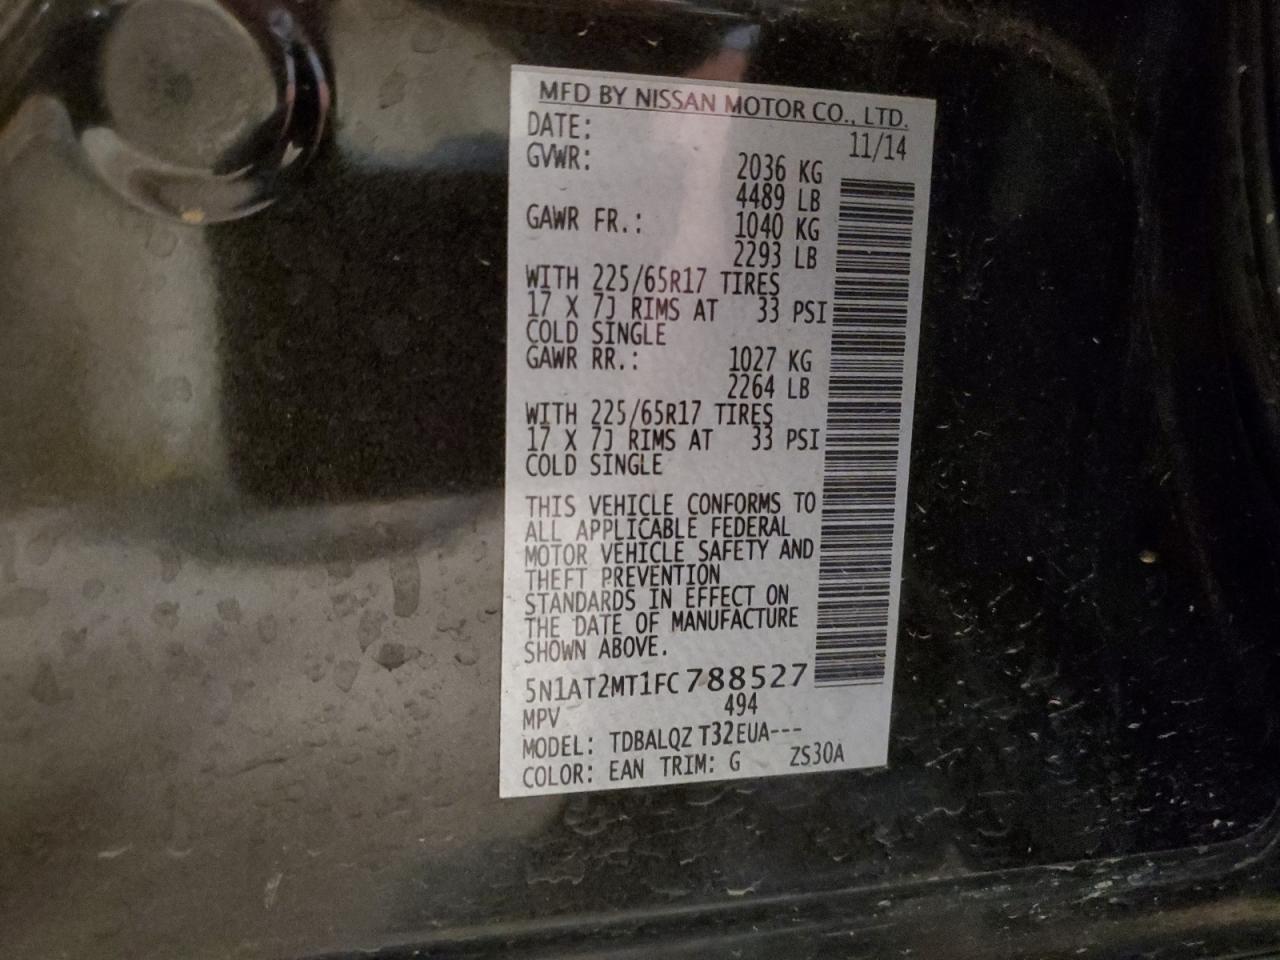 MFD BY NISSAN MOTOR CO., LTD.
DATE: 11/14
GVWR: 2036 KG
4489 LB
GAWR FR.: 1040 KG
2293 LB
WITH 225/65R17 TIRES
17 X 7J RIMS AT 33 PSI
COLD SINGLE
GAWR RR.: 1027 KG
2264 LB
WITH 225/65R17 TIRES
17 X 7J RIMS AT 33 PSI
COLD SINGLE
THIS VEHICLE CONFORMS TO
ALL APPLICABLE FEDERAL
MOTOR VEHICLE SAFETY AND
THEFT PREVENTION
STANDARDS IN EFFECT ON
THE DATE OF MANUFACTURE
SHOWN ABOVE.
5N1AT2MT1FC788527
MPV 494
MODEL: TDBALQZ T32EUA---
COLOR: EAN TRIM: G ZS30A